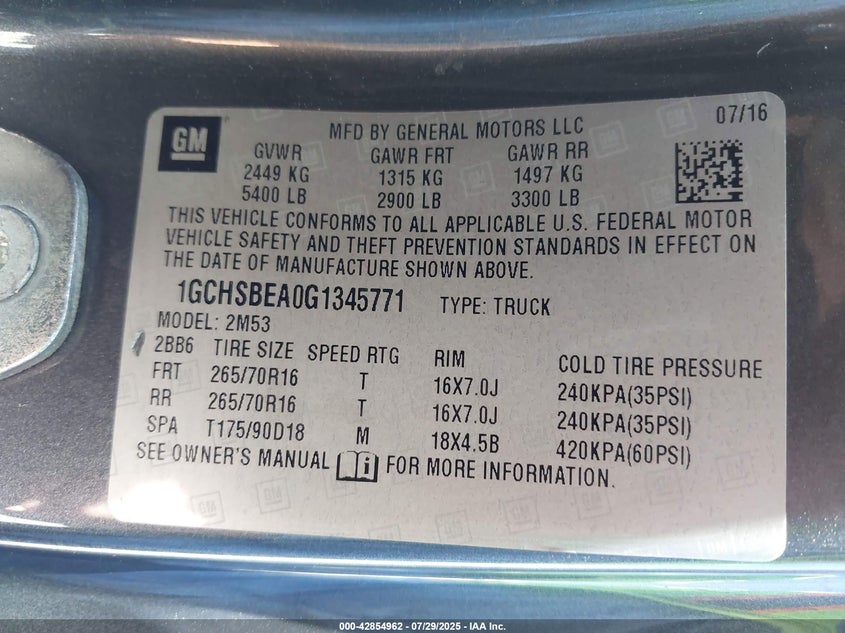 GM
MFD BY GENERAL MOTORS LLC
07/16
GVWR GAWR FRT GAWR RR
2449 KG 1315 KG 1497 KG
5400 LB 2900 LB 3300 LB
THIS VEHICLE CONFORMS TO ALL APPLICABLE U.S. FEDERAL MOTOR
VEHICLE SAFETY AND THEFT PREVENTION STANDARDS IN EFFECT ON
THE DATE OF MANUFACTURE SHOWN ABOVE.
1GCHSBEA0G1345771 TYPE: TRUCK
MODEL: 2M53
2BB6 TIRE SIZE SPEED RTG RIM COLD TIRE PRESSURE
FRT 265/70R16 T 16X7.0J 240KPA(35PSI)
RR 265/70R16 T 16X7.0J 240KPA(35PSI)
SPA T175/90D18 M 18X4.5B 420KPA(60PSI)
SEE OWNER'S MANUAL i FOR MORE INFORMATION.
000-42854962 / 07/29/2025 - IAA Inc.